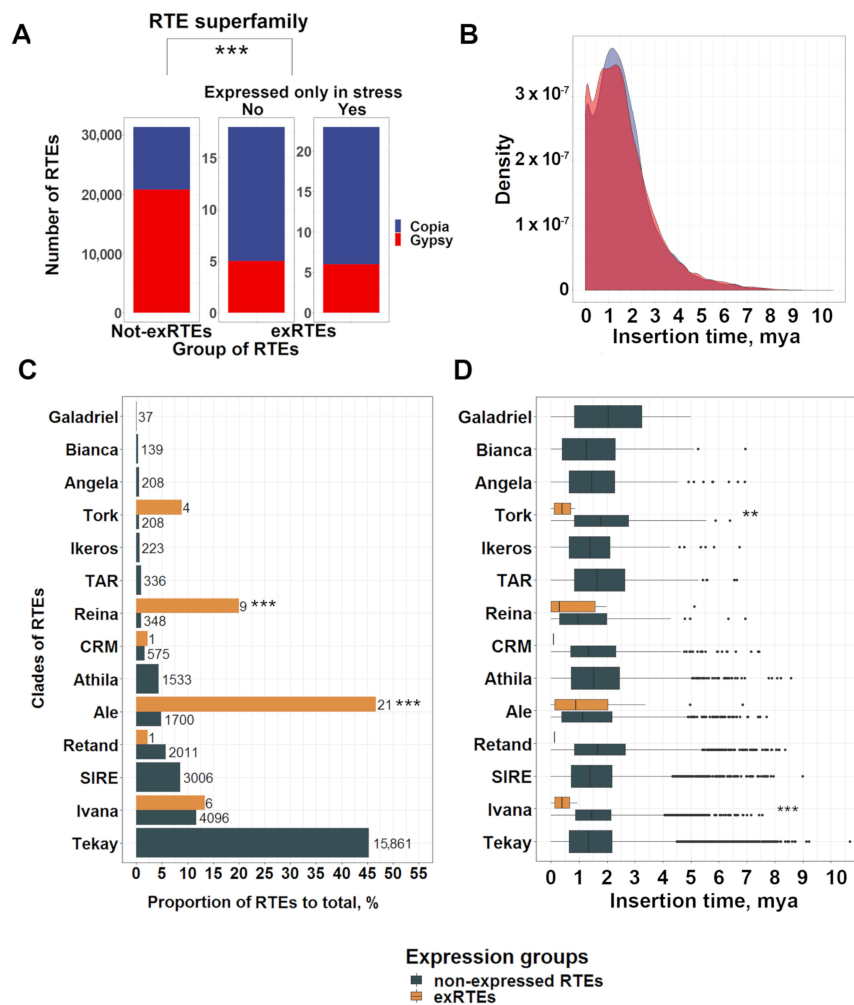 A
RTE superfamily
***
Expressed only in stress
No Yes
Number of RTEs
30,000
20,000
10,000
0
15
10
5
0
20
15
10
5
0
Copia
Gypsy
Not-exRTEs exRTEs
Group of RTEs
B
Density
3 x 10⁻⁷
2 x 10⁻⁷
1 x 10⁻⁷
0
0 1 2 3 4 5 6 7 8 9 10
Insertion time, mya
C
Clades of RTEs
Galadriel 37
Bianca 139
Angela 208
Tork 4
208
Ikeros 223
TAR 336
Reina 9 ***
348
CRM 1
575
Athila 1533
Ale 21 ***
1700
Retand 1
2011
SIRE 3006
Ivana 6
4096
Tekay 15,861
0 5 10 15 20 25 30 35 40 45 50 55
Proportion of RTEs to total, %
D
Galadriel
Bianca
Angela
Tork **
Ikeros
TAR
Reina
CRM
Athila
Ale
Retand
SIRE
Ivana ***
Tekay
0 1 2 3 4 5 6 7 8 9 10
Insertion time, mya
Expression groups
non-expressed RTEs
exRTEs